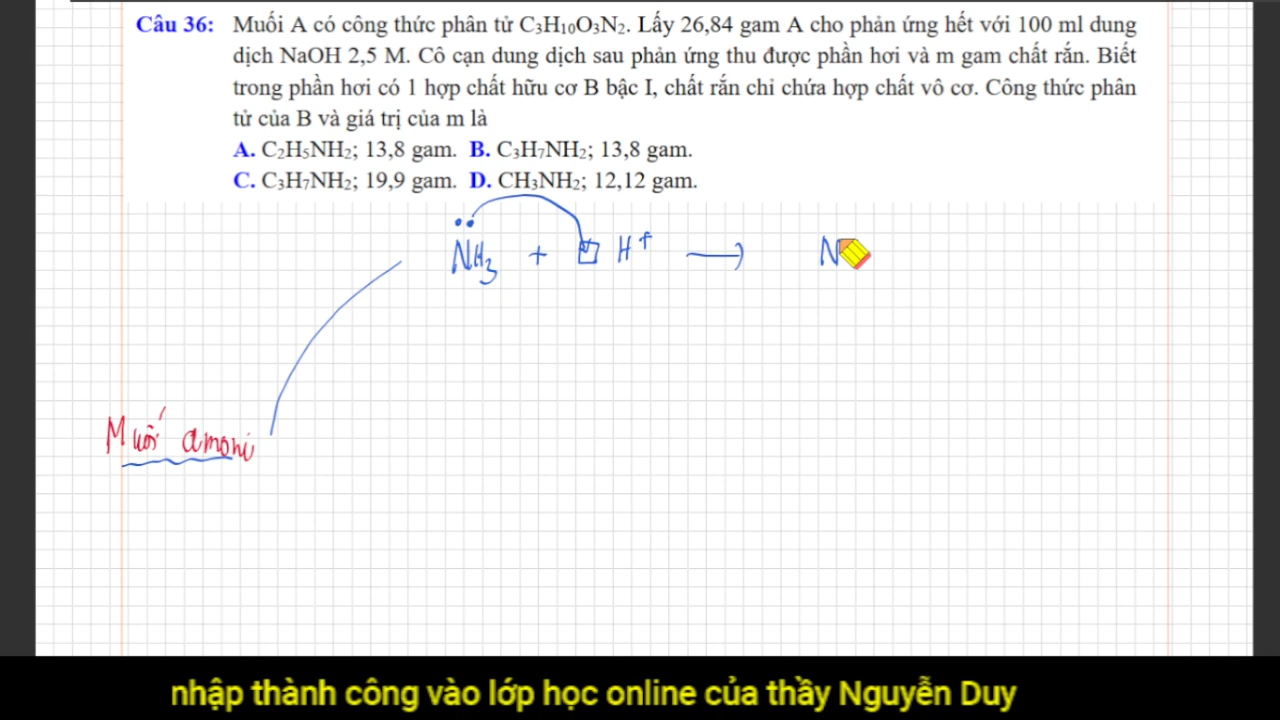 Câu 36: Muối A có công thức phân tử C₃H₁₀O₃N₂. Lấy 26,84 gam A cho phản ứng hết với 100 ml dung
dịch NaOH 2,5 M. Cô cạn dung dịch sau phản ứng thu được phần hơi và m gam chất rắn. Biết
trong phần hơi có 1 hợp chất hữu cơ B bậc I, chất rắn chỉ chứa hợp chất vô cơ. Công thức phân
tử của B và giá trị của m là
A. C₂H₅NH₂; 13,8 gam. B. C₃H₇NH₂; 13,8 gam.
C. C₃H₇NH₂; 19,9 gam. D. CH₃NH₂; 12,12 gam.
NH₃ + H⁺ → N
Muối amoni
nhập thành công vào lớp học online của thầy Nguyễn Duy